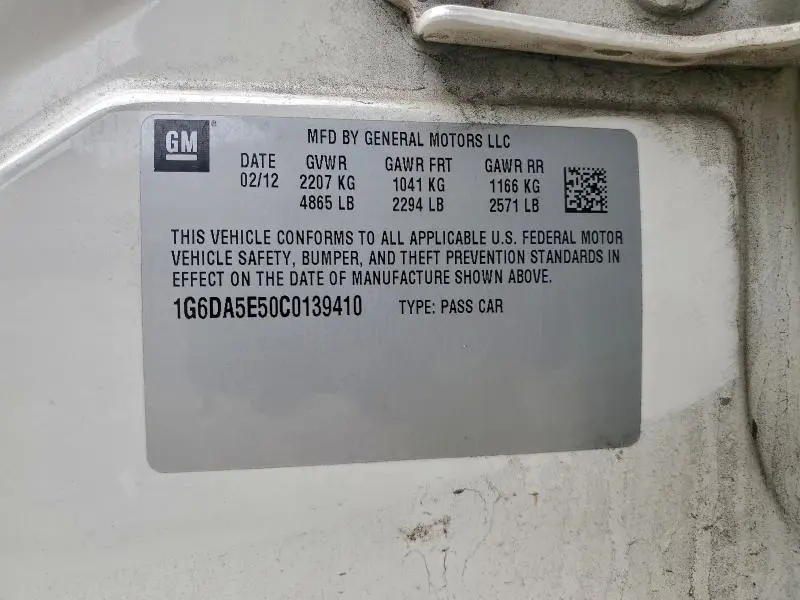 GM
MFD BY GENERAL MOTORS LLC
DATE GVWR GAWR FRT GAWR RR
02/12 2207 KG 1041 KG 1166 KG
4865 LB 2294 LB 2571 LB
THIS VEHICLE CONFORMS TO ALL APPLICABLE U.S. FEDERAL MOTOR
VEHICLE SAFETY, BUMPER, AND THEFT PREVENTION STANDARDS IN
EFFECT ON THE DATE OF MANUFACTURE SHOWN ABOVE.
1G6DA5E50C0139410 TYPE: PASS CAR